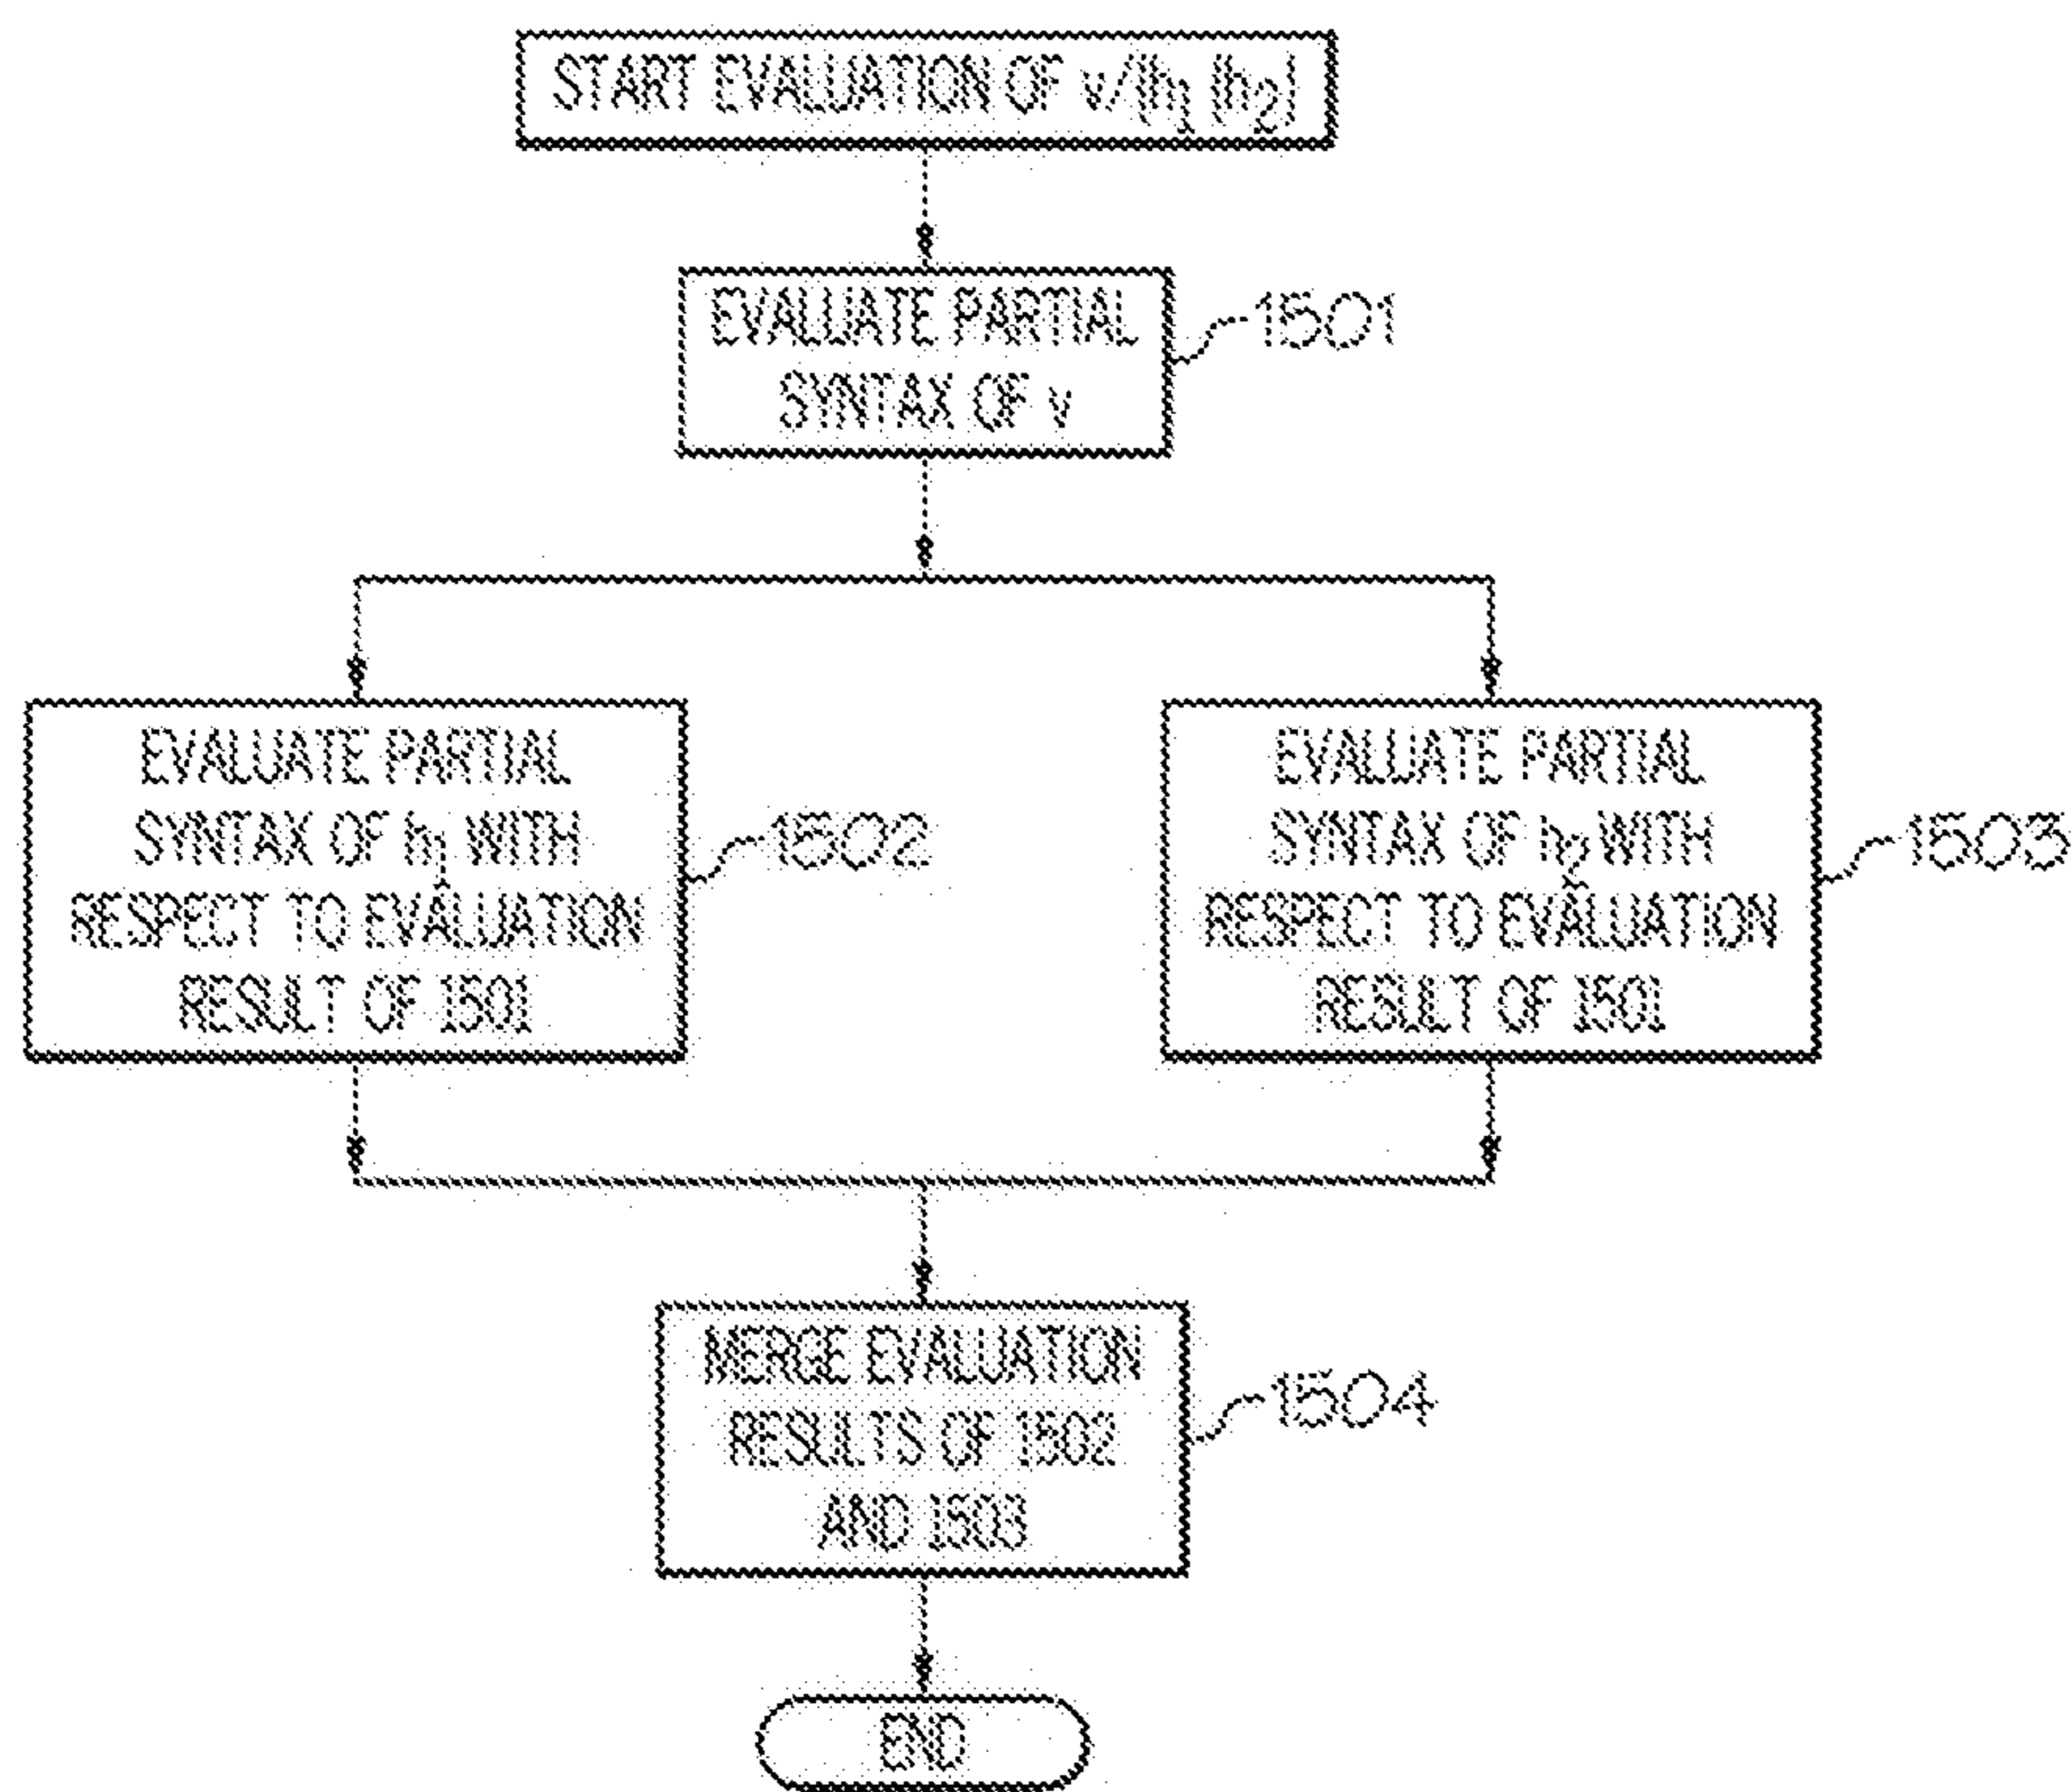 START EVALUATION OF v/(h₁ | h₂)
EVALUATE PARTIAL
SYNTAX OF v
1501
EVALUATE PARTIAL
SYNTAX OF h₁ WITH
RESPECT TO EVALUATION
RESULT OF 1501
1502
EVALUATE PARTIAL
SYNTAX OF h₂ WITH
RESPECT TO EVALUATION
RESULT OF 1501
1503
MERGE EVALUATION
RESULTS OF 1502
AND 1503
1504
END